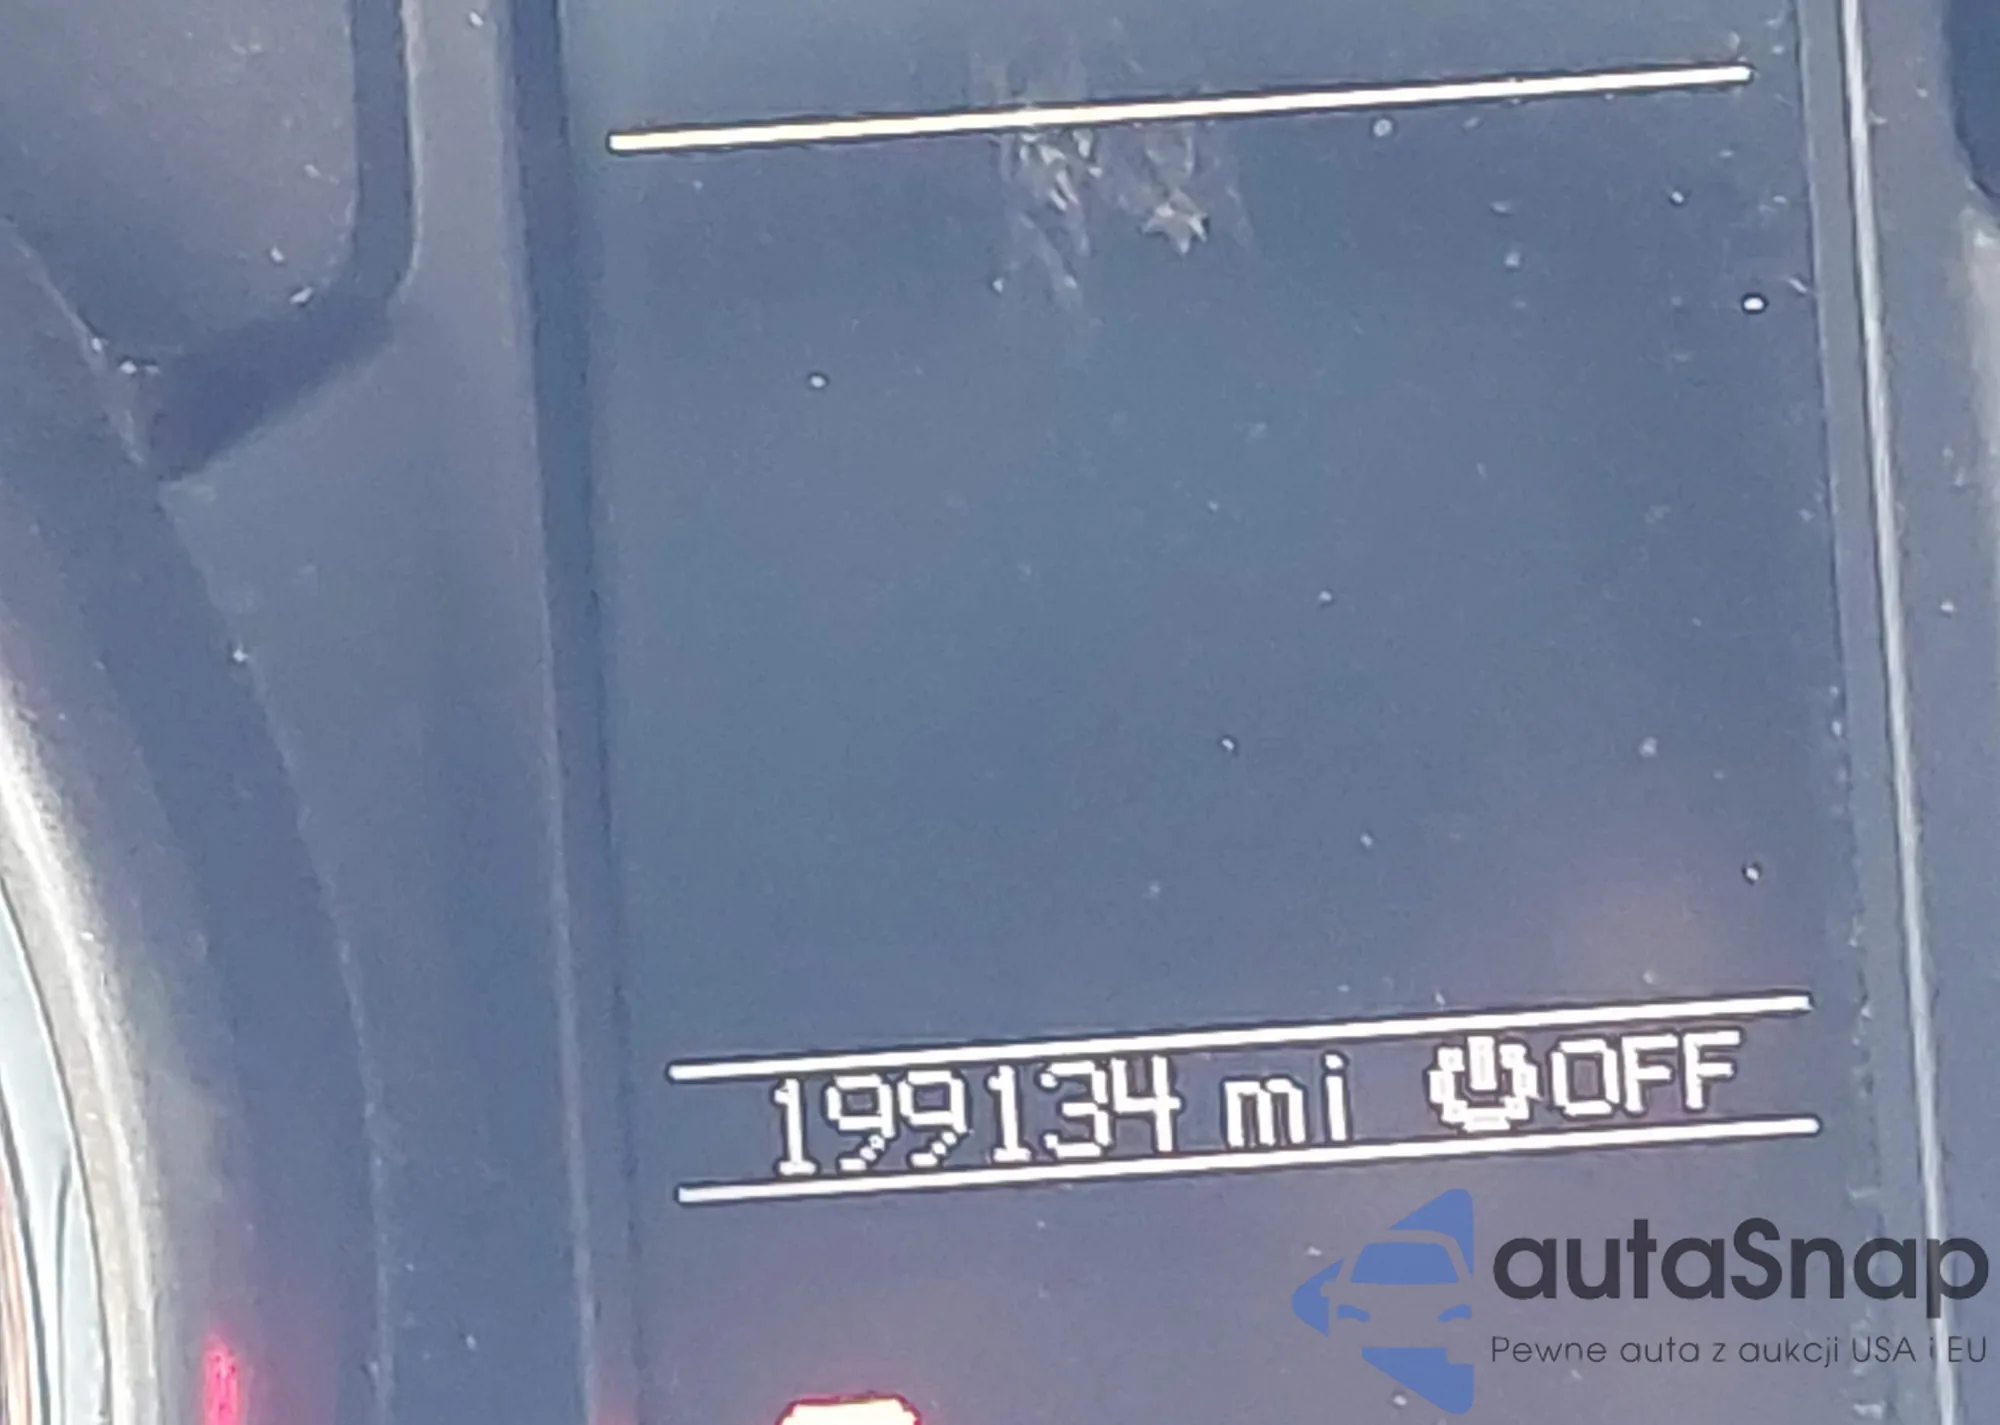 199134 mi OFF
autaSnap
Pewne auta z aukcji USA i EU